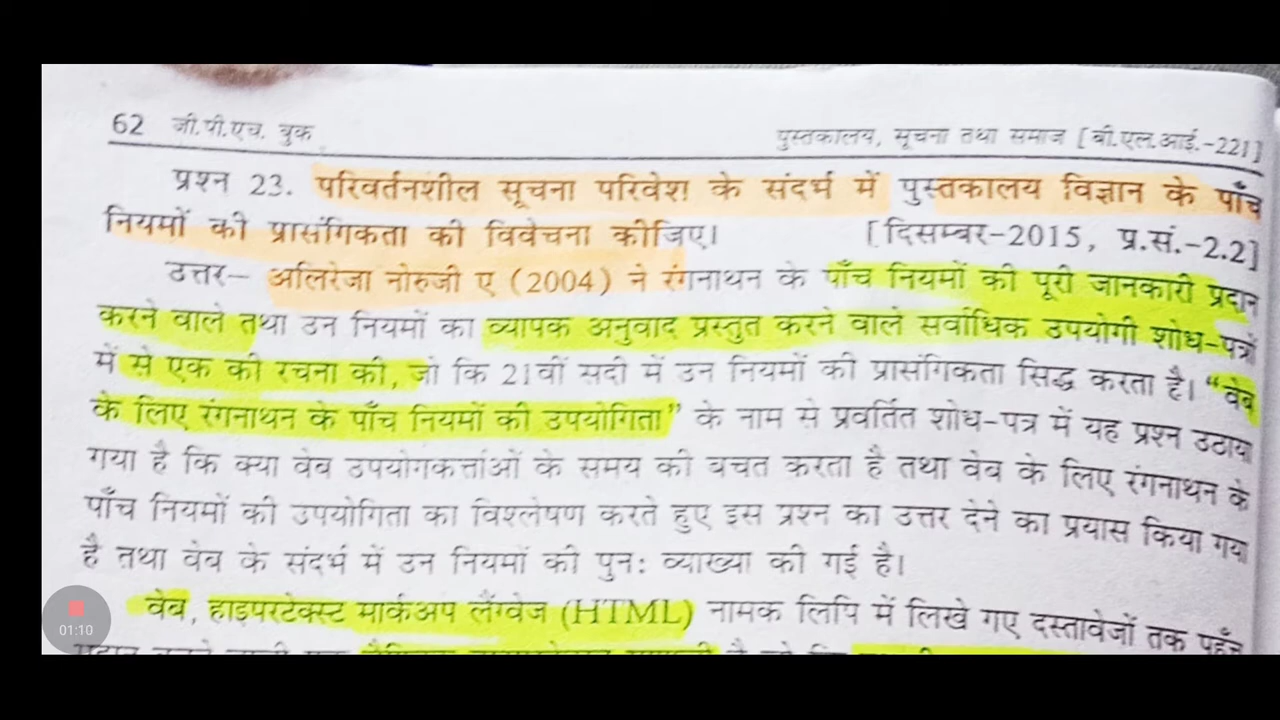 62 जी.पी.एच. बुक
पुस्तकालय, सूचना तथा समाज [बी.एल.आई.-221]
प्रश्न 23. परिवर्तनशील सूचना परिवेश के संदर्भ में पुस्तकालय विज्ञान के पाँच
नियमों की प्रासंगिकता की विवेचना कीजिए। [दिसम्बर-2015, प्र.सं.-2.2]
उत्तर– अलिरेजा नोरुजी ए (2004) ने रंगनाथन के पाँच नियमों की पूरी जानकारी प्रदान
करने वाले तथा उन नियमों का व्यापक अनुवाद प्रस्तुत करने वाले सर्वाधिक उपयोगी शोध-पत्रों
में से एक की रचना की, जो कि 21वीं सदी में उन नियमों की प्रासंगिकता सिद्ध करता है। “वेब
के लिए रंगनाथन के पाँच नियमों की उपयोगिता” के नाम से प्रवर्तित शोध-पत्र में यह प्रश्न उठाया
गया है कि क्या वेब उपयोगकर्त्ताओं के समय की बचत करता है तथा वेब के लिए रंगनाथन के
पाँच नियमों की उपयोगिता का विश्लेषण करते हुए इस प्रश्न का उत्तर देने का प्रयास किया गया
है तथा वेब के संदर्भ में उन नियमों की पुन: व्याख्या की गई है।
वेब, हाइपरटेक्स्ट मार्कअप लैंग्वेज (HTML) नामक लिपि में लिखे गए दस्तावेजों तक पहुँच
01:10